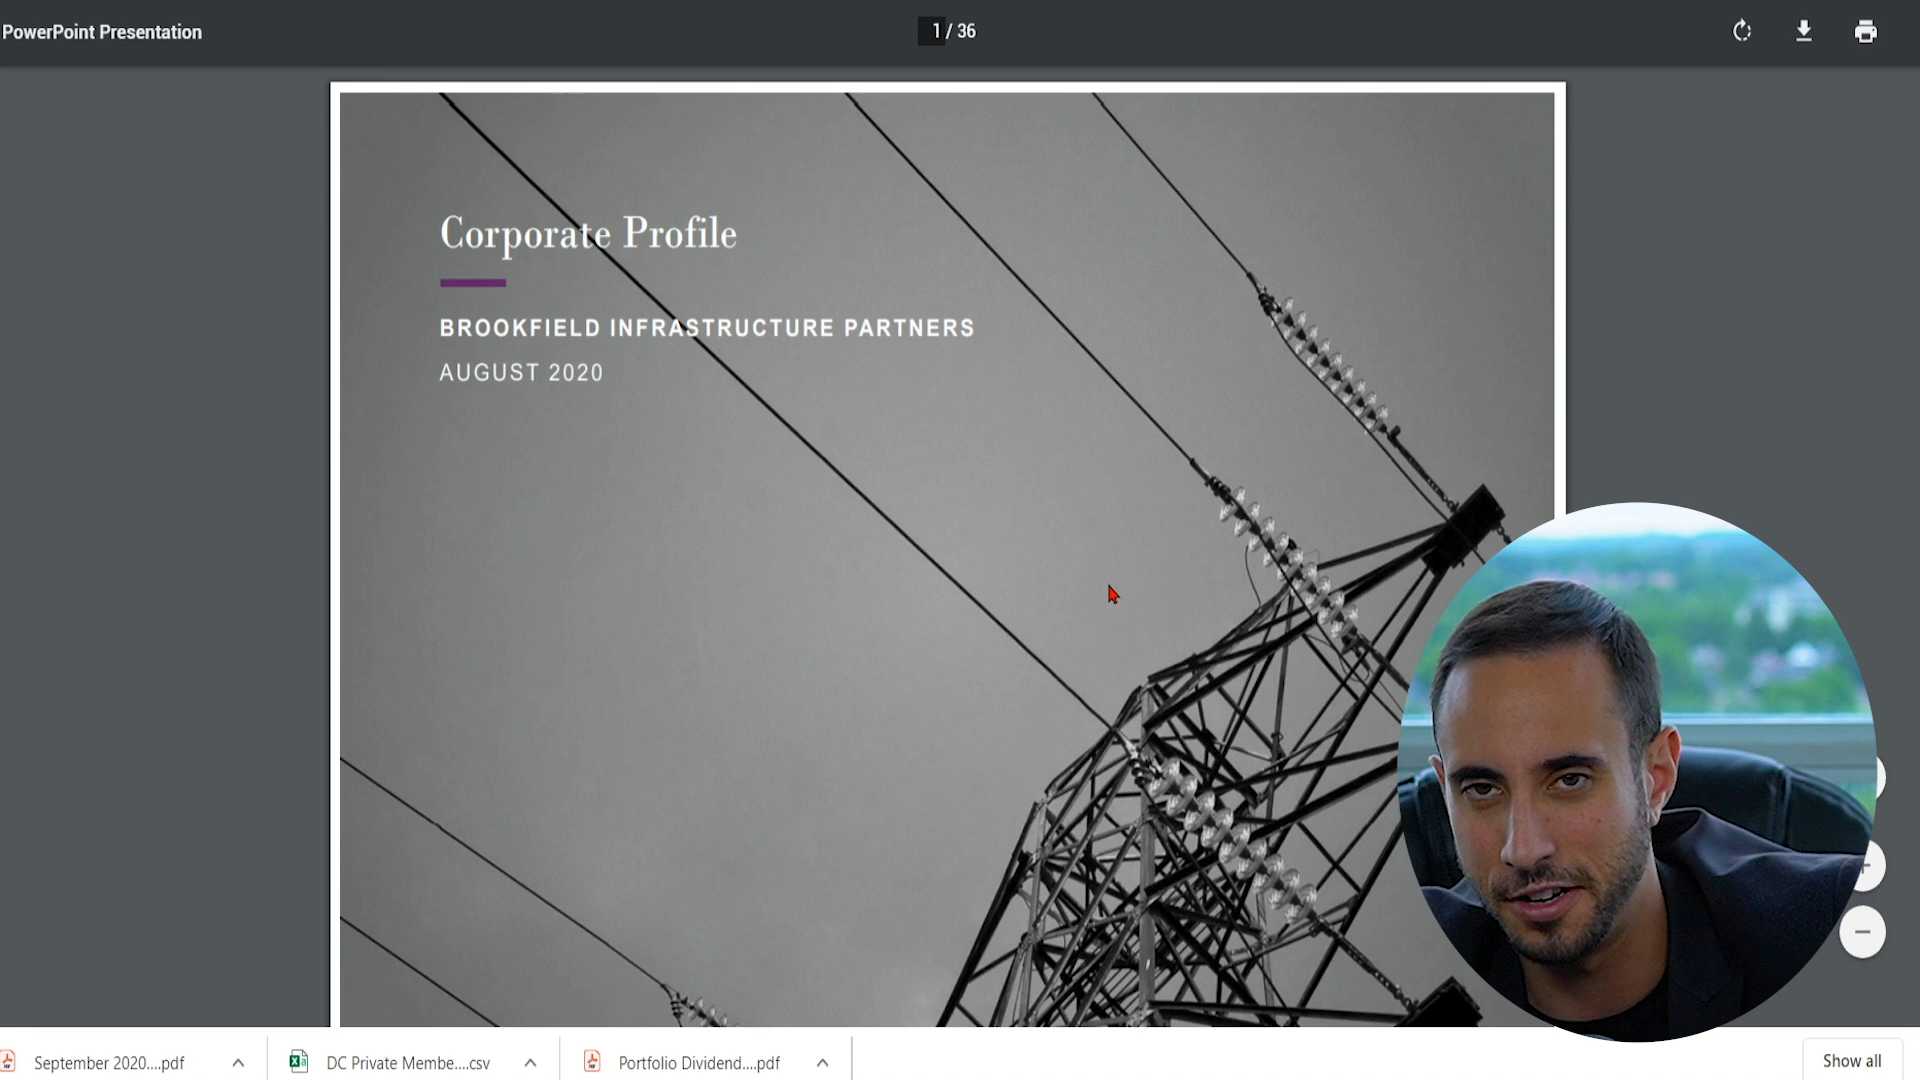 PowerPoint Presentation
1 / 36
Corporate Profile
BROOKFIELD INFRASTRUCTURE PARTNERS
AUGUST 2020
September 2020....pdf
DC Private Membe....csv
Portfolio Dividend....pdf
Show all